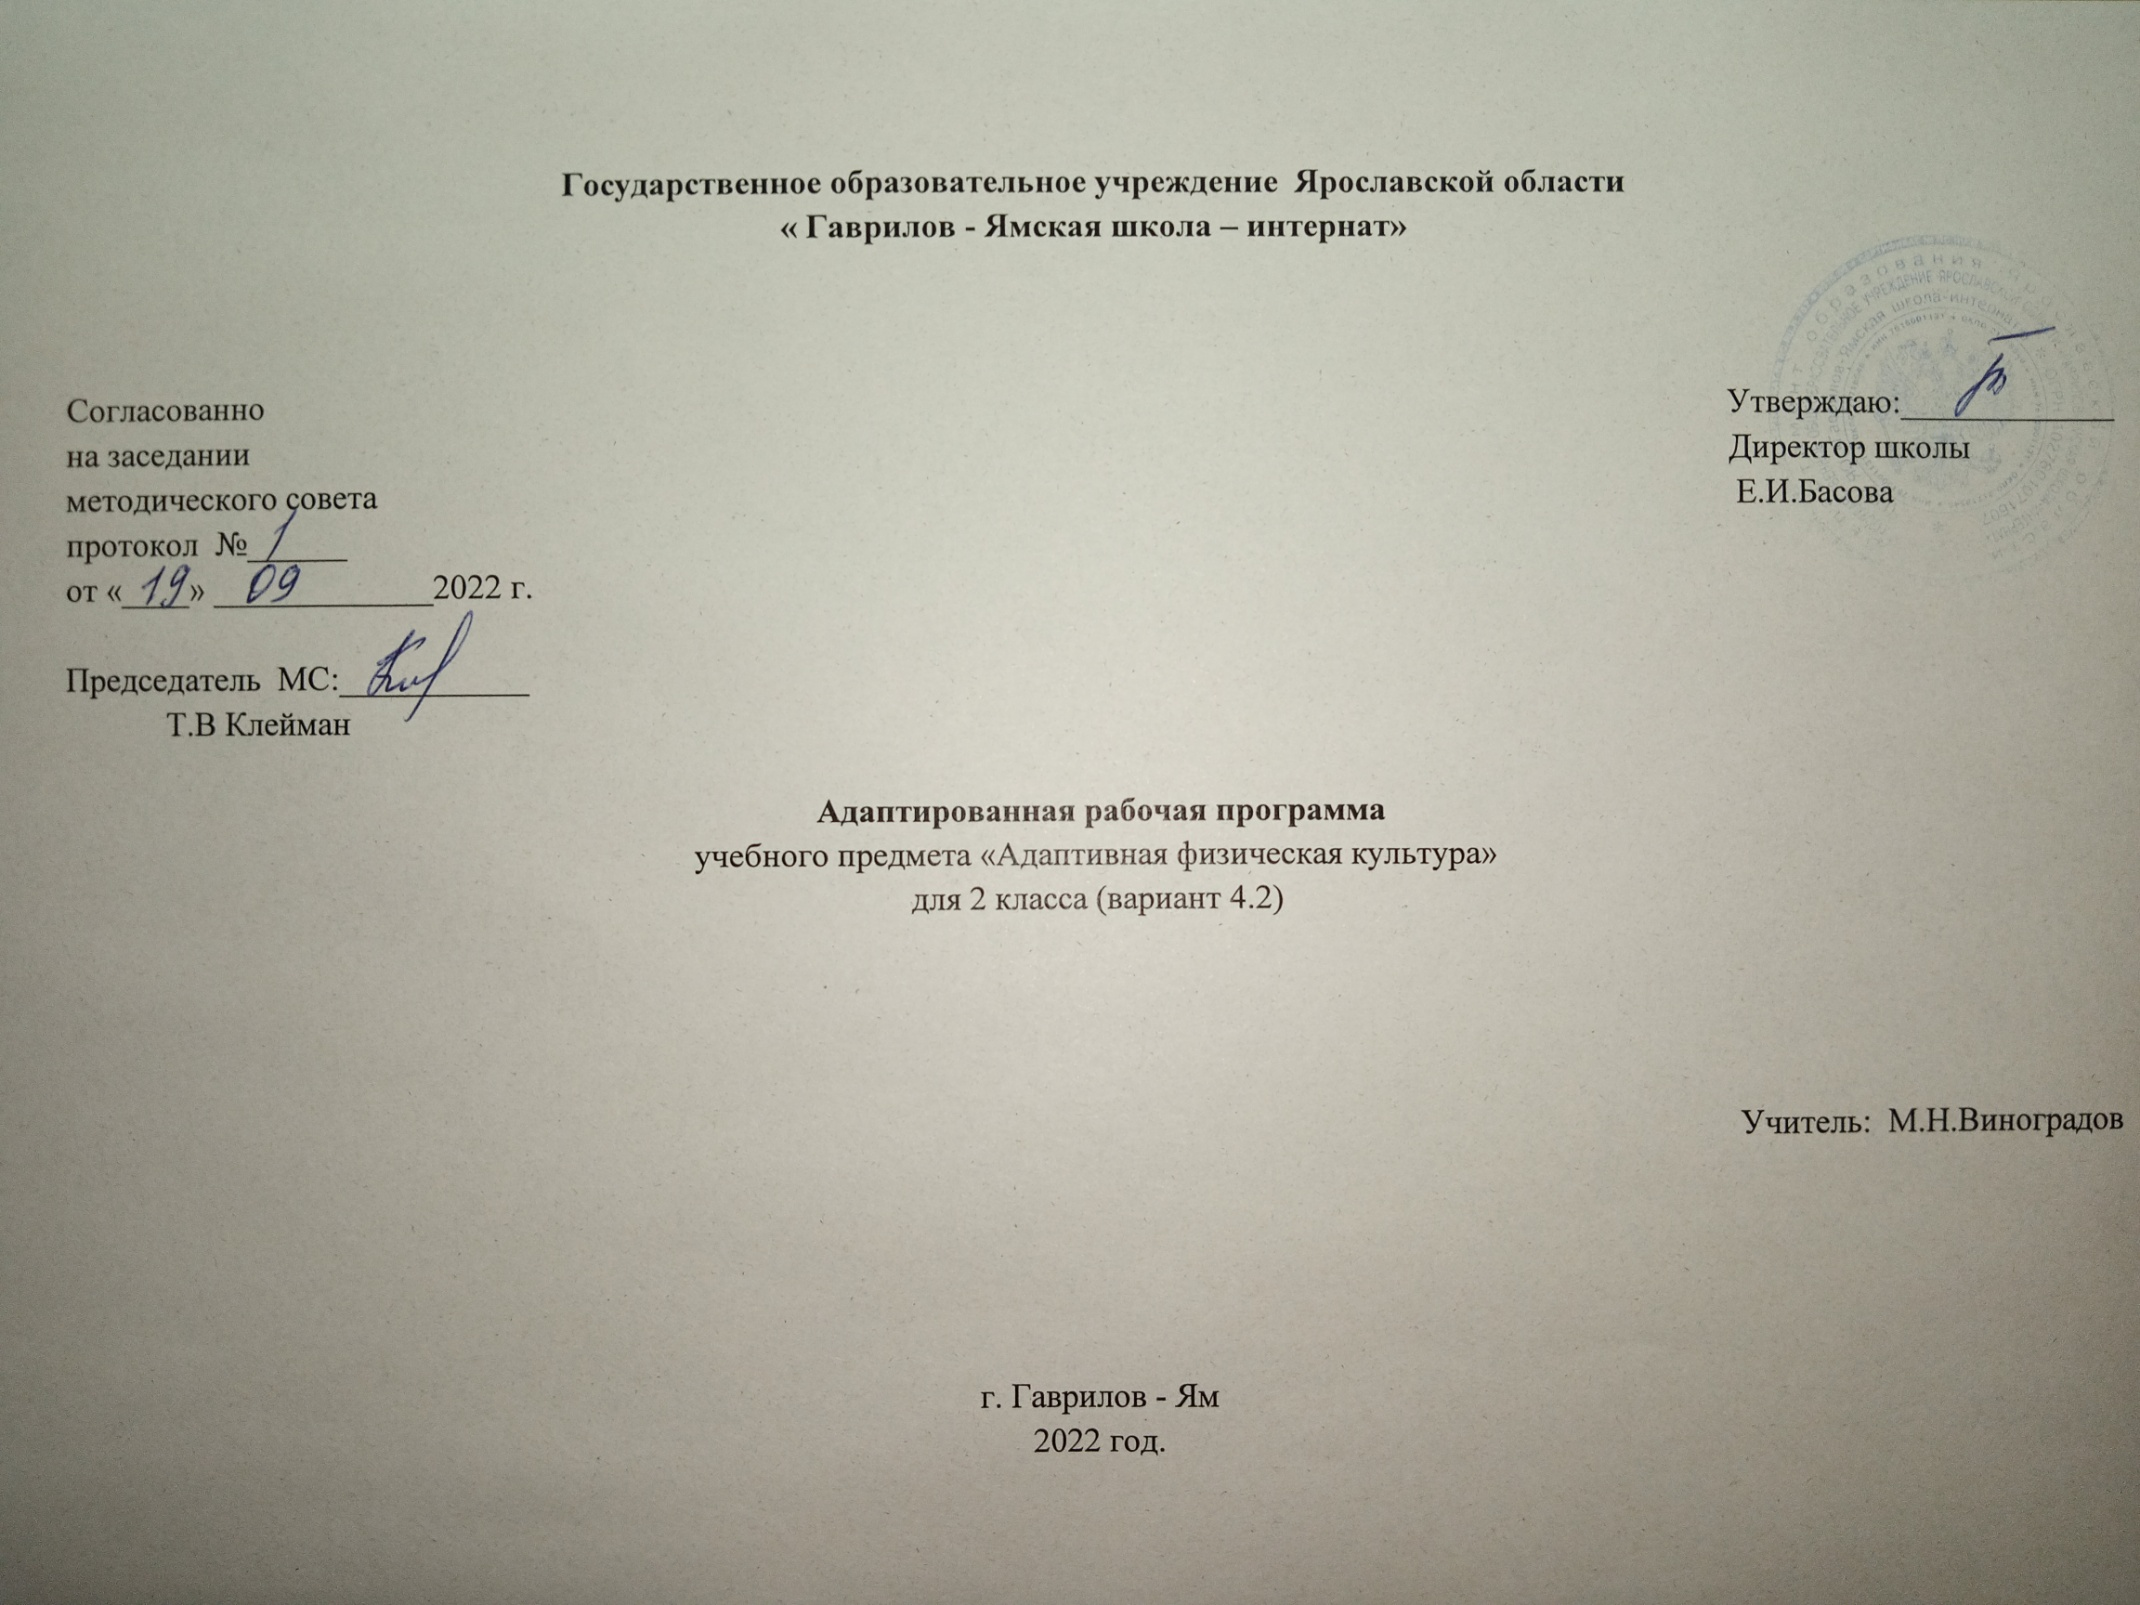 Государственное образовательное учреждение Ярославской области
« Гаврилов - Ямская школа – интернат»
Согласованно
на заседании
методического совета
протокол № 1
от «19» 09 2022 г.
Председатель МС:
Т.В Клейман
Утверждаю:
Директор школы
Е.И.Басова
Адаптированная рабочая программа
учебного предмета «Адаптивная физическая культура»
для 2 класса (вариант 4.2)
Учитель: М.Н.Виноградов
г. Гаврилов - Ям
2022 год.